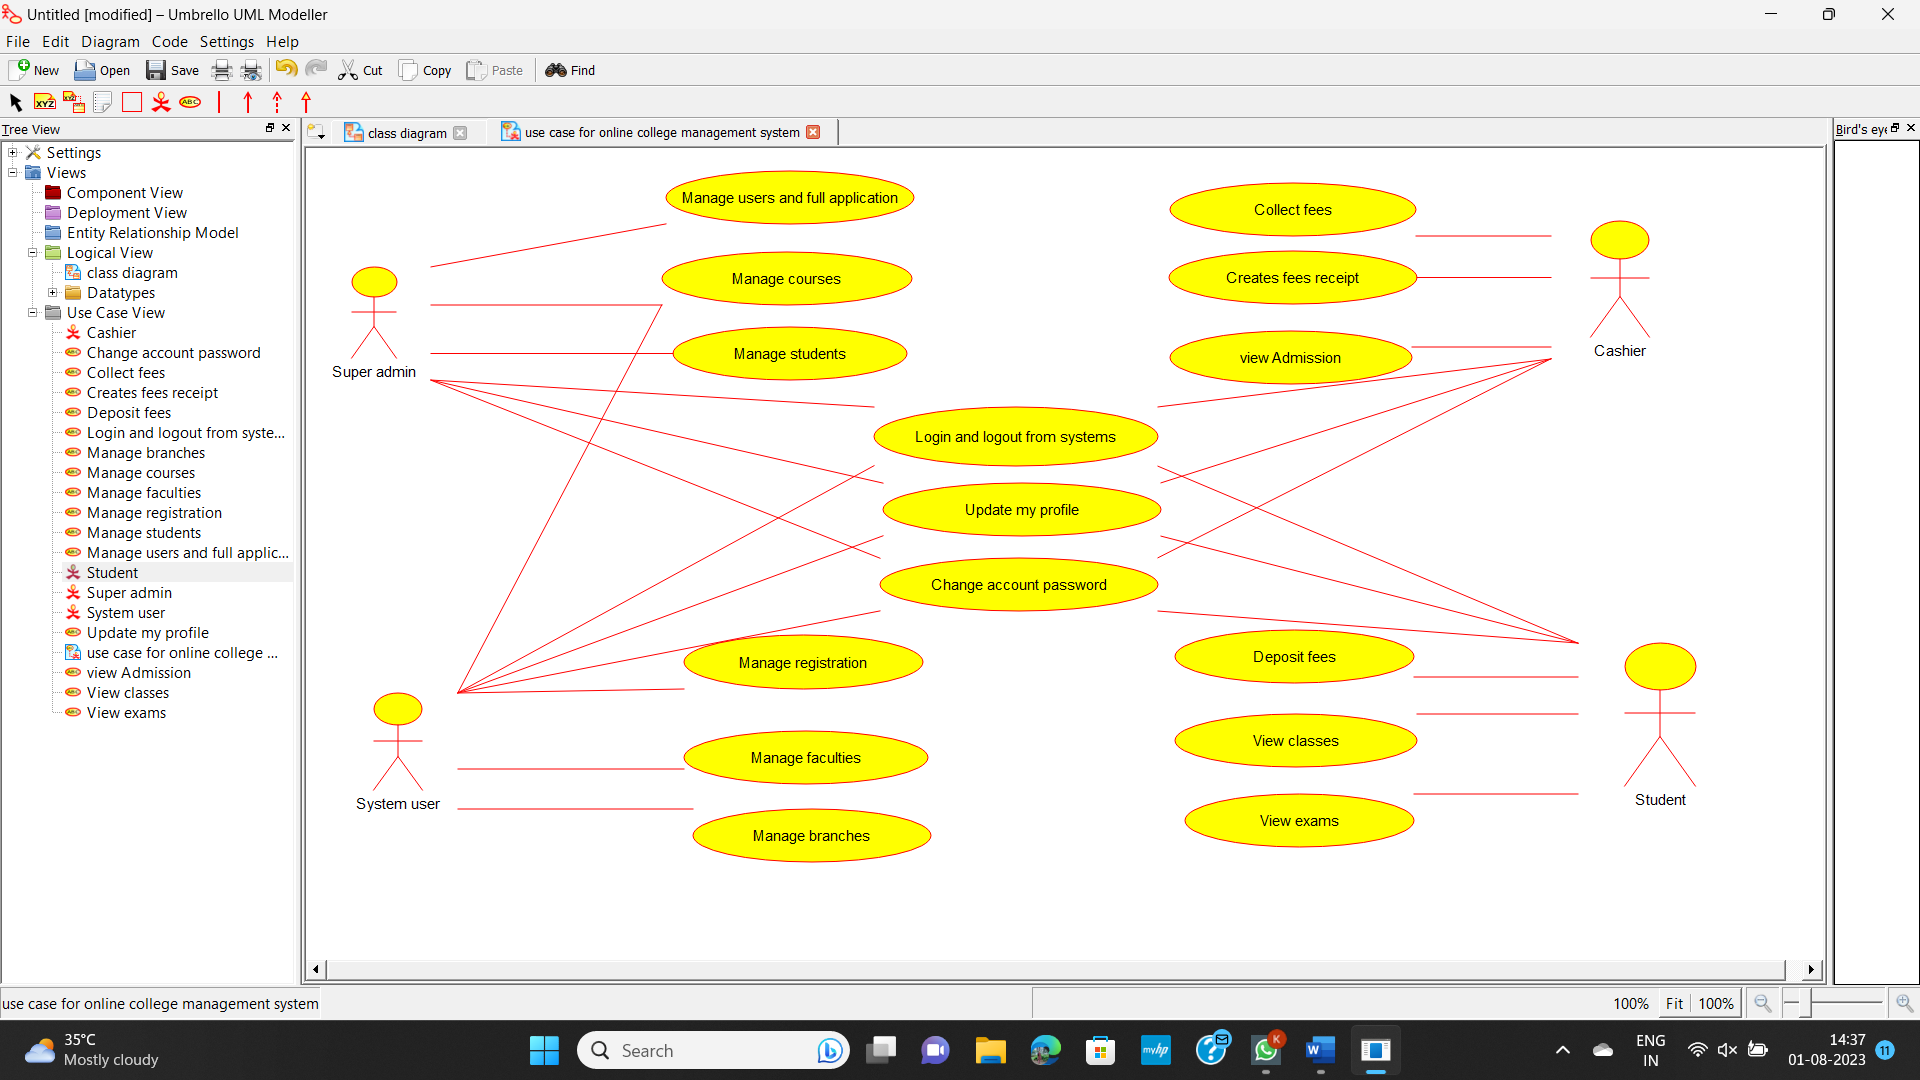 Untitled [modified] – Umbrello UML Modeller
File Edit Diagram Code Settings Help
New Open Save Cut Copy Paste Find
XYZ XYZ ABC
Tree View
class diagram
use case for online college management system
Bird's eye
Settings
Views
Component View
Deployment View
Entity Relationship Model
Logical View
class diagram
Datatypes
Use Case View
Cashier
Change account password
Collect fees
Creates fees receipt
Deposit fees
Login and logout from syste...
Manage branches
Manage courses
Manage faculties
Manage registration
Manage students
Manage users and full applic...
Student
Super admin
System user
Update my profile
use case for online college ...
view Admission
View classes
View exams
Manage users and full application
Collect fees
Manage courses
Creates fees receipt
Manage students
view Admission
Cashier
Super admin
Login and logout from systems
Update my profile
Change account password
Manage registration
Deposit fees
Manage faculties
View classes
System user
Student
Manage branches
View exams
use case for online college management system
100% Fit 100%
35°C
Mostly cloudy
Search
myhp
K
ENG
IN
14:37
01-08-2023
11